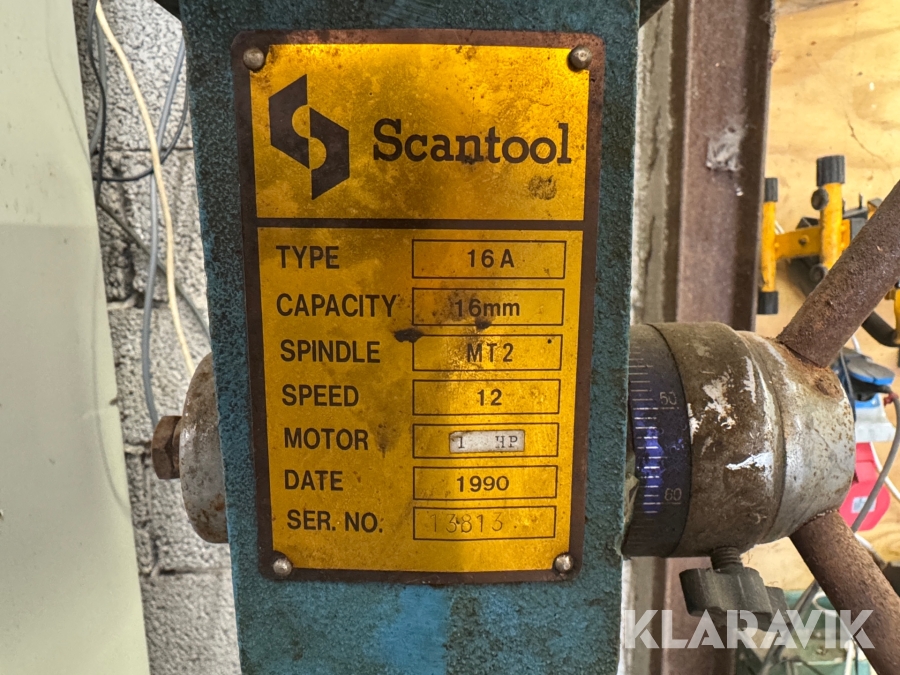 Scantool
TYPE 16 A
CAPACITY 16mm
SPINDLE MT2
SPEED 12
MOTOR 1 HP
DATE 1990
SER. NO. 13813
50
60
KLARAVIK